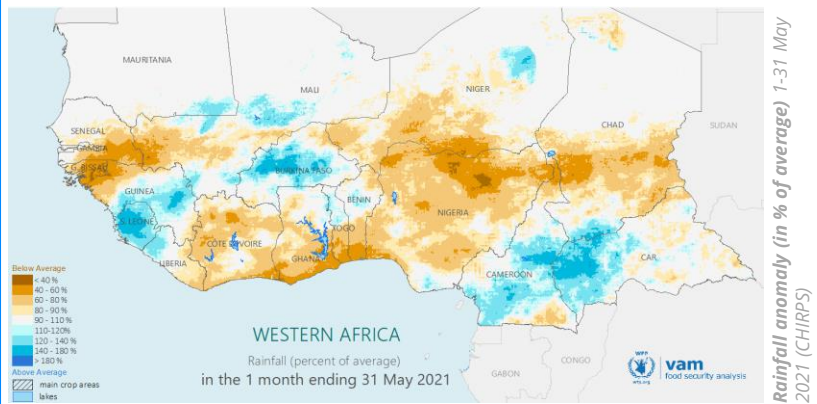 MAURITANIA
MALI
NIGER
CHAD
SUDAN
SENEGAL
GAMBIA
G. BISSAU
GUINEA
BURKINA FASO
BENIN
NIGERIA
S. LEONE
TOGO
CÔTE D'IVOIRE
GHANA
LIBERIA
CAMEROON
CAR
GABON
CONGO
Below Average
< 40 %
40 - 60 %
60 - 80 %
80 - 90 %
90 - 110 %
110-120%
120 - 140 %
140 - 180 %
> 180 %
Above Average
main crop areas
lakes
WESTERN AFRICA
Rainfall (percent of average)
in the 1 month ending 31 May 2021
WFP
wfp.org
vam
food security analysis
Rainfall anomaly (in % of average) 1-31 May
2021 (CHIRPS)